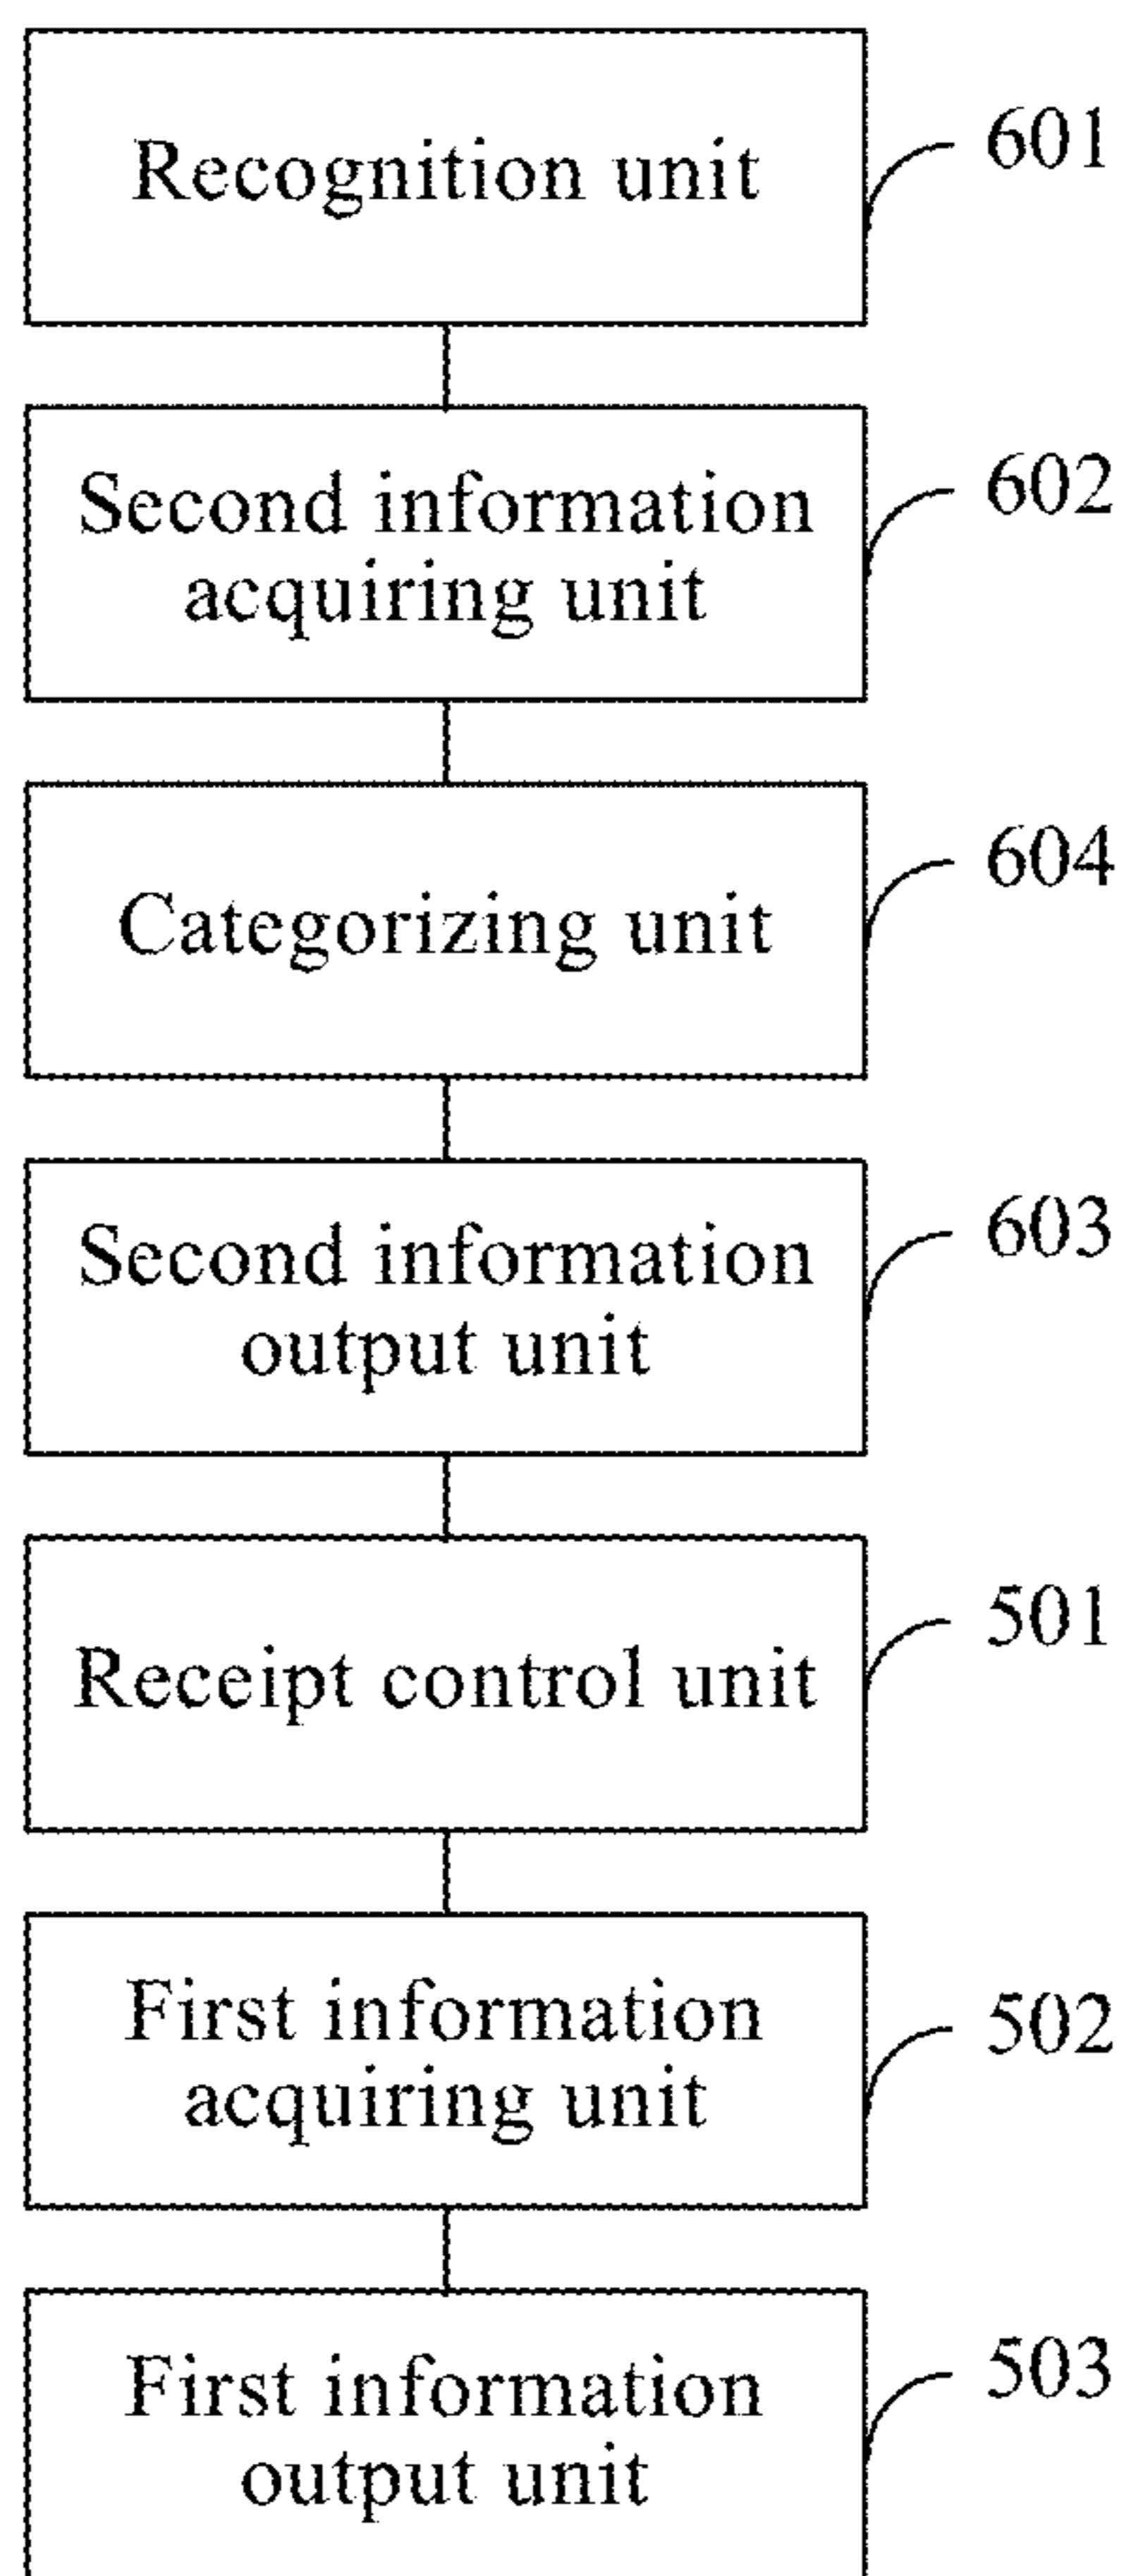 Recognition unit
601
Second information
acquiring unit
602
Categorizing unit
604
Second information
output unit
603
Receipt control unit
501
First information
acquiring unit
502
First information
output unit
503